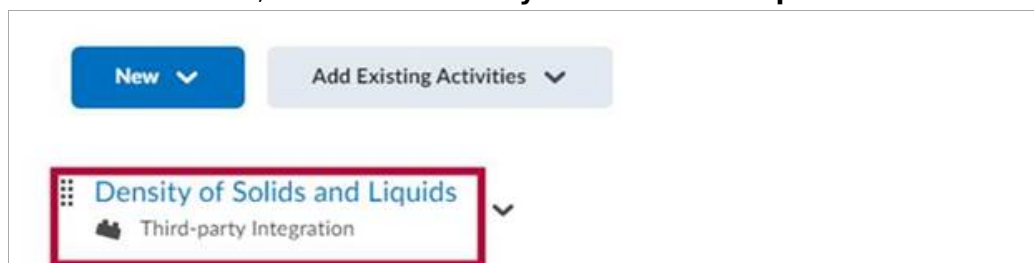 New
Add Existing Activities
Density of Solids and Liquids
Third-party Integration